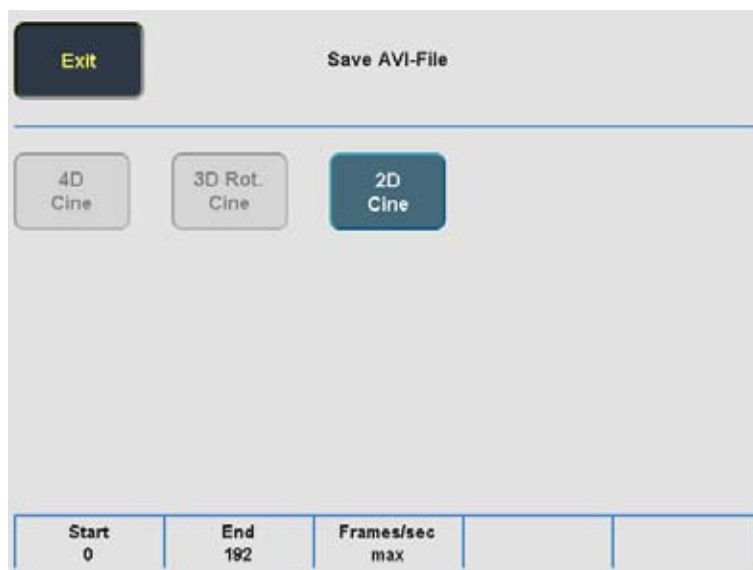 Exit
Save AVI-File
4D
Cine
3D Rot.
Cine
2D
Cine
Start
0
End
192
Frames/sec
max